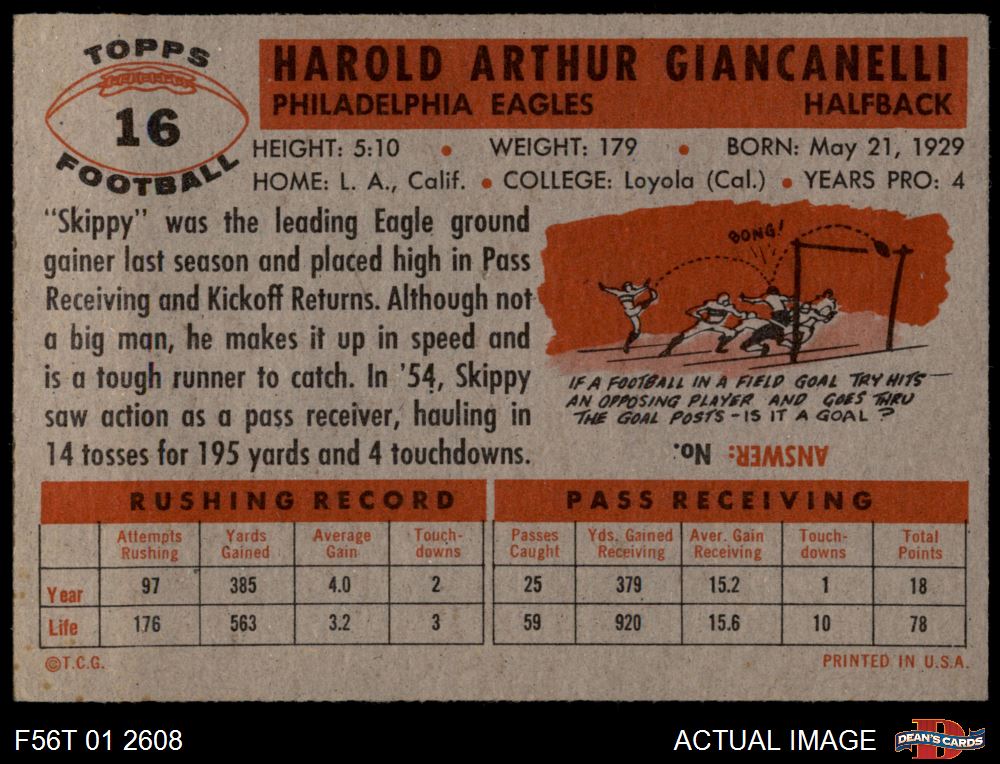 TOPPS
16
FOOTBALL
HAROLD ARTHUR GIANCANELLI
PHILADELPHIA EAGLES HALFBACK
HEIGHT: 5:10 • WEIGHT: 179 • BORN: May 21, 1929
HOME: L. A., Calif. • COLLEGE: Loyola (Cal.) • YEARS PRO: 4
"Skippy" was the leading Eagle ground
gainer last season and placed high in Pass
Receiving and Kickoff Returns. Although not
a big man, he makes it up in speed and
is a tough runner to catch. In '54, Skippy
saw action as a pass receiver, hauling in
14 tosses for 195 yards and 4 touchdowns.
BONG!
IF A FOOTBALL IN A FIELD GOAL TRY HITS
AN OPPOSING PLAYER AND GOES THRU
THE GOAL POSTS - IS IT A GOAL ?
ANSWER: No.
RUSHING RECORD
Attempts Rushing Yards Gained Average Gain Touch-downs
Year 97 385 4.0 2
Life 176 563 3.2 3
PASS RECEIVING
Passes Caught Yds. Gained Receiving Aver. Gain Receiving Touch-downs Total Points
25 379 15.2 1 18
59 920 15.6 10 78
©T.C.G. PRINTED IN U.S.A.
F56T 01 2608 ACTUAL IMAGE
D
DEAN'S CARDS